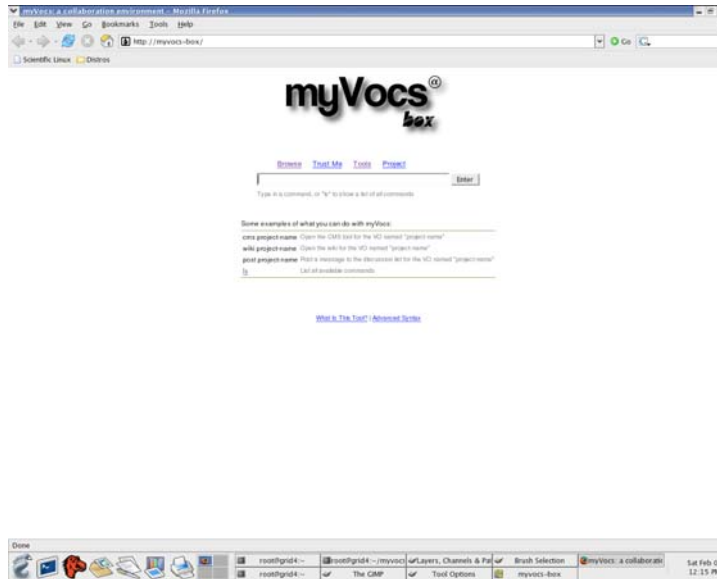 myVocs: a collaboration environment - Mozilla Firefox
File Edit View Go Bookmarks Tools Help
http://myvocs-box/ Go
Scientific Linux Distros
myVocs α
box
Browse Trust Me Tools Project
Enter
Type in a command, or "ls" to show a list of all commands
Some examples of what you can do with myVocs:
cms project-name Open the CMS tool for the VO named "project-name"
wiki project-name Open the wiki for the VO named "project-name"
post project-name Post a message to the discussion list for the VO named "project-name"
ls List all available commands
What Is This Tool? | Advanced Syntax
Done
root@grid4:~ root@grid4:~/myvocs Layers, Channels & Pa Brush Selection myVocs: a collaborati
root@grid4:~ The GIMP Tool Options myvocs-box
Sat Feb
12:15 P